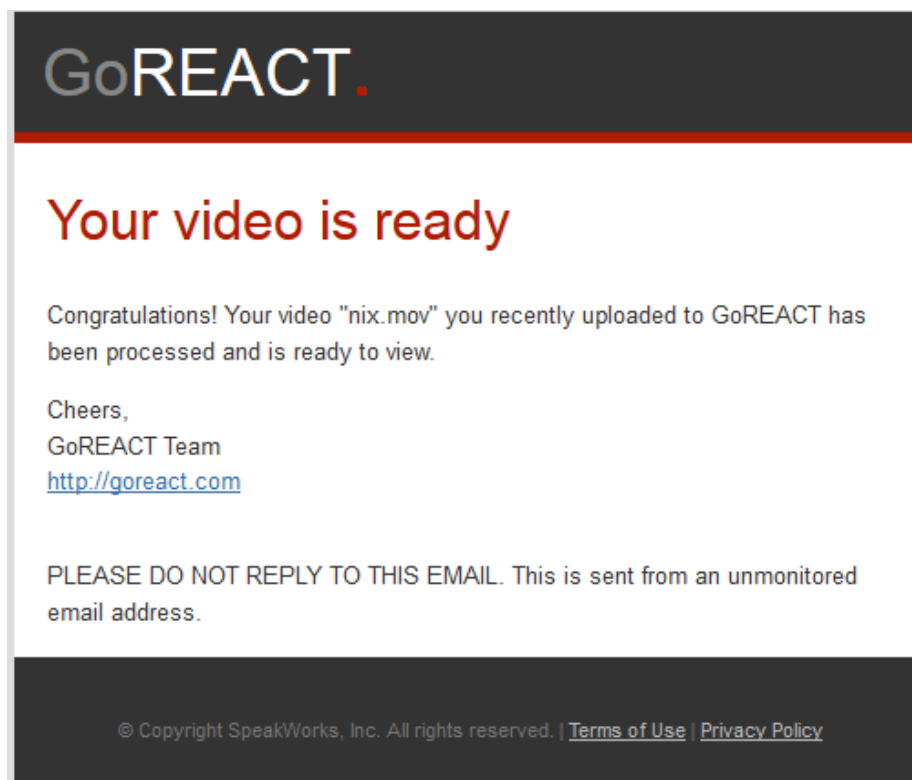 GoREACT.
Your video is ready
Congratulations! Your video "nix.mov" you recently uploaded to GoREACT has
been processed and is ready to view.
Cheers,
GoREACT Team
http://goreact.com
PLEASE DO NOT REPLY TO THIS EMAIL. This is sent from an unmonitored
email address.
© Copyright SpeakWorks, Inc. All rights reserved. | Terms of Use | Privacy Policy